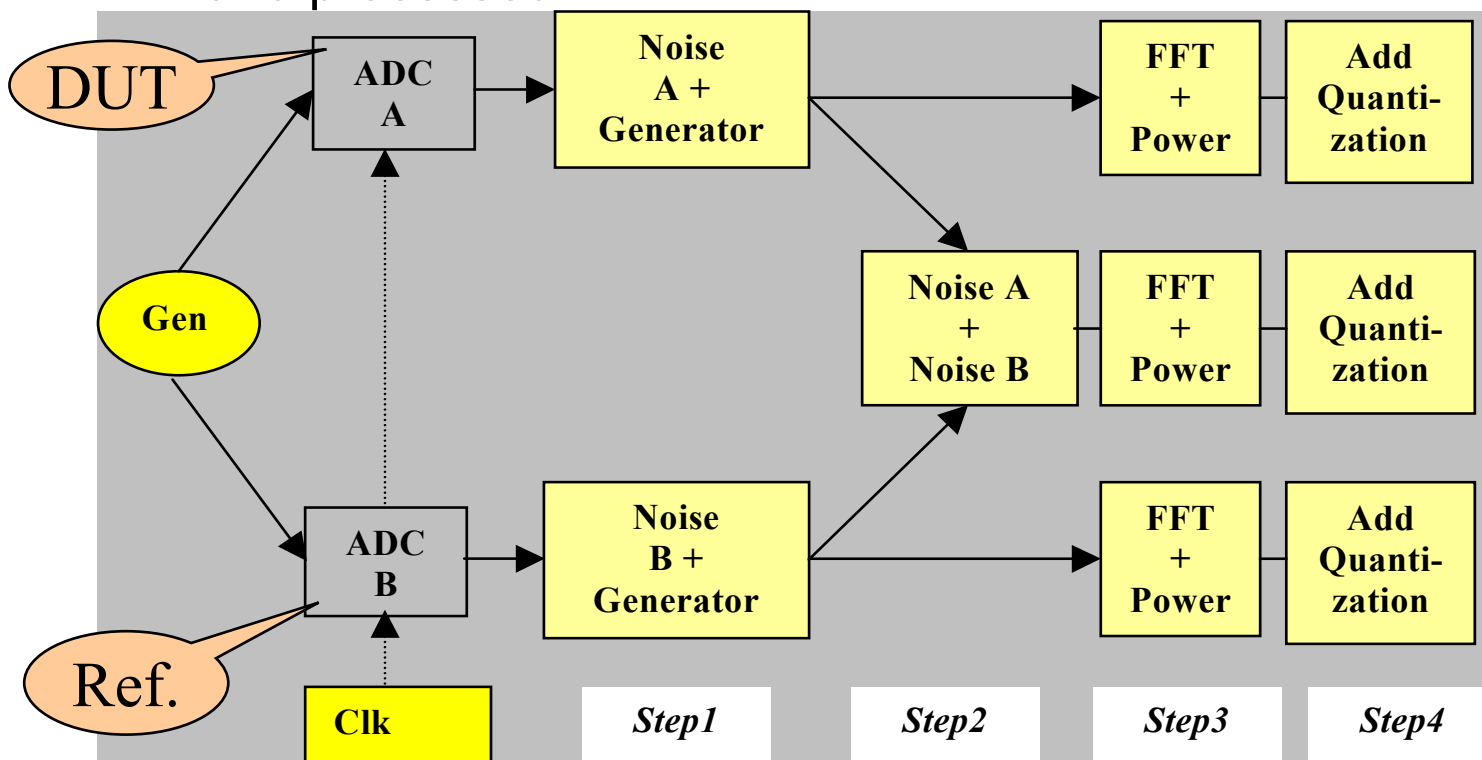 DUT
ADC
A
Noise
A +
Generator
FFT
+
Power
Add
Quanti-
zation
Gen
Noise A
+
Noise B
FFT
+
Power
Add
Quanti-
zation
ADC
B
Noise
B +
Generator
FFT
+
Power
Add
Quanti-
zation
Ref.
Clk
Step1
Step2
Step3
Step4